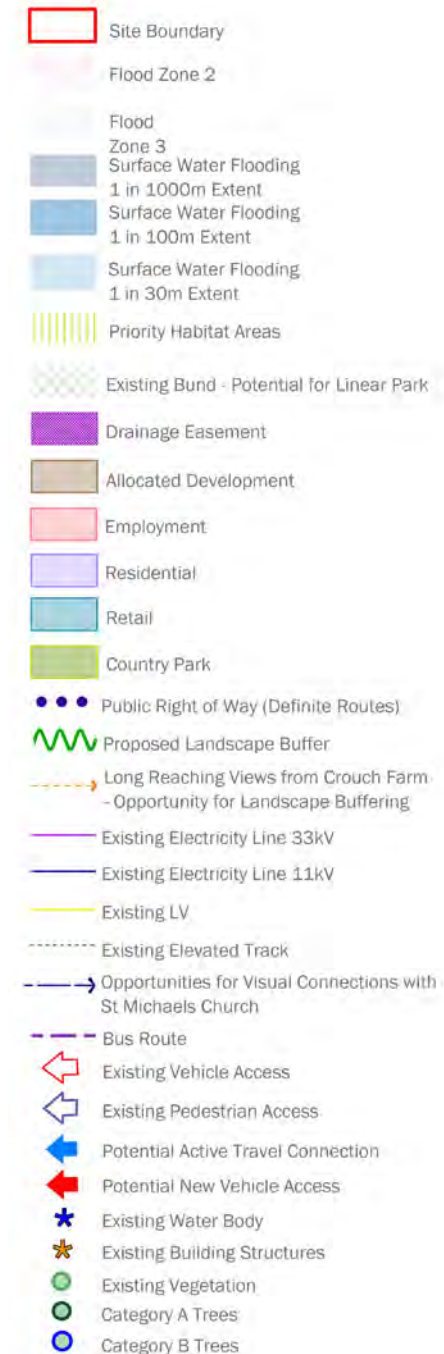 Site Boundary
Flood Zone 2
Flood
Zone 3
Surface Water Flooding
1 in 1000m Extent
Surface Water Flooding
1 in 100m Extent
Surface Water Flooding
1 in 30m Extent
Priority Habitat Areas
Existing Bund - Potential for Linear Park
Drainage Easement
Allocated Development
Employment
Residential
Retail
Country Park
Public Right of Way (Definite Routes)
Proposed Landscape Buffer
Long Reaching Views from Crouch Farm
- Opportunity for Landscape Buffering
Existing Electricity Line 33kV
Existing Electricity Line 11kV
Existing LV
Existing Elevated Track
Opportunities for Visual Connections with
St Michaels Church
Bus Route
Existing Vehicle Access
Existing Pedestrian Access
Potential Active Travel Connection
Potential New Vehicle Access
Existing Water Body
Existing Building Structures
Existing Vegetation
Category A Trees
Category B Trees